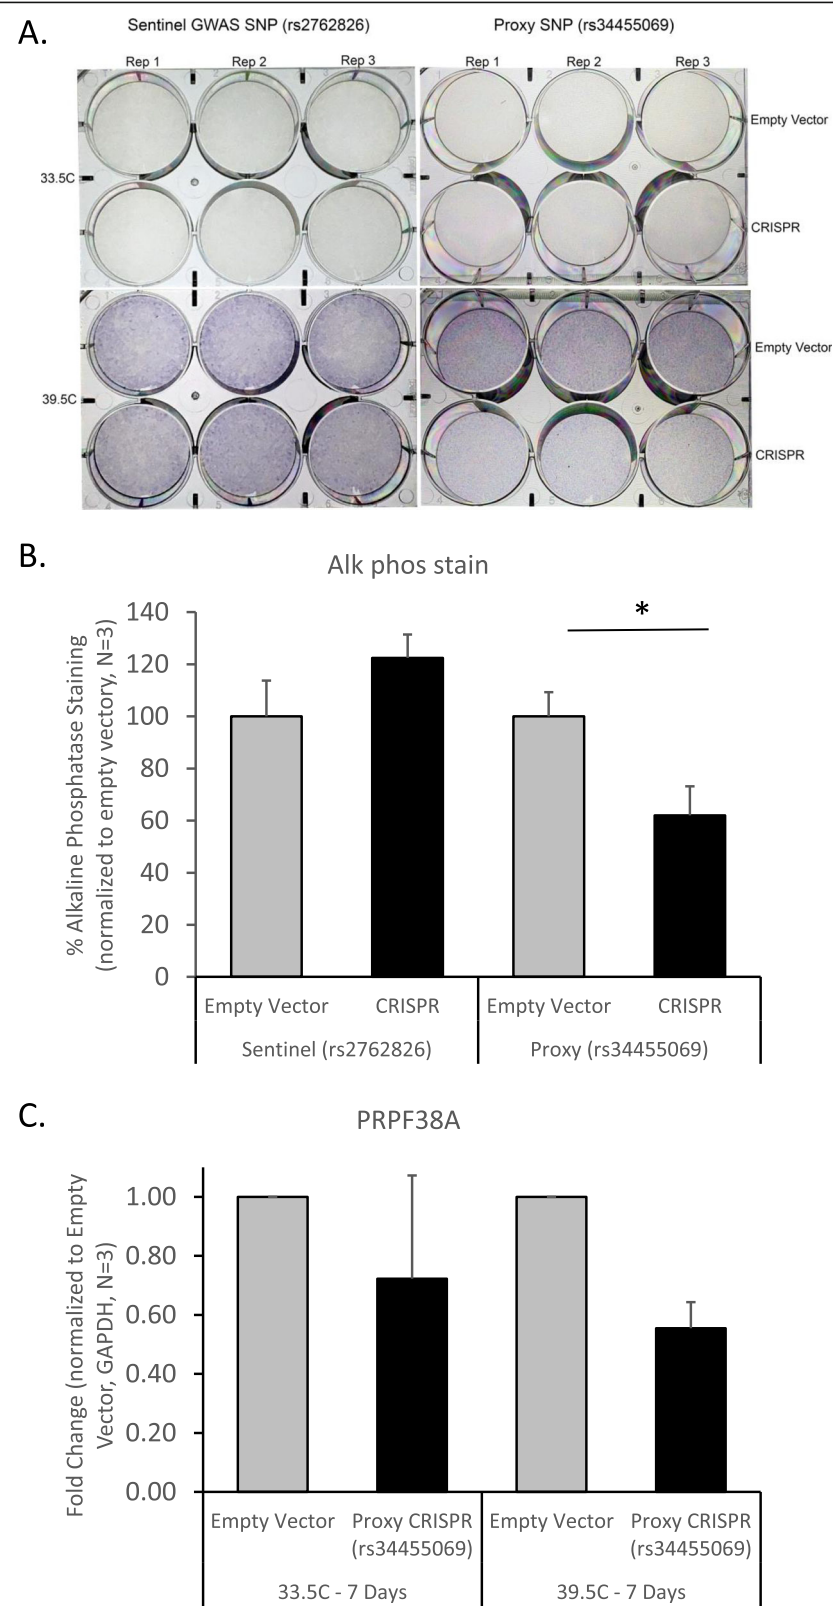 A.
Sentinel GWAS SNP (rs2762826)
Proxy SNP (rs34455069)
Rep 1
Rep 2
Rep 3
Rep 1
Rep 2
Rep 3
Empty Vector
33.5C
CRISPR
Empty Vector
39.5C
CRISPR
B.
Alk phos stain
% Alkaline Phosphatase Staining
(normalized to empty vectory, N=3)
140
120
100
80
60
40
20
0
*
Empty Vector
CRISPR
Empty Vector
CRISPR
Sentinel (rs2762826)
Proxy (rs34455069)
C.
PRPF38A
Fold Change (normalized to Empty
Vector, GAPDH, N=3)
1.00
0.80
0.60
0.40
0.20
0.00
Empty Vector
Proxy CRISPR
(rs34455069)
Empty Vector
Proxy CRISPR
(rs34455069)
33.5C - 7 Days
39.5C - 7 Days